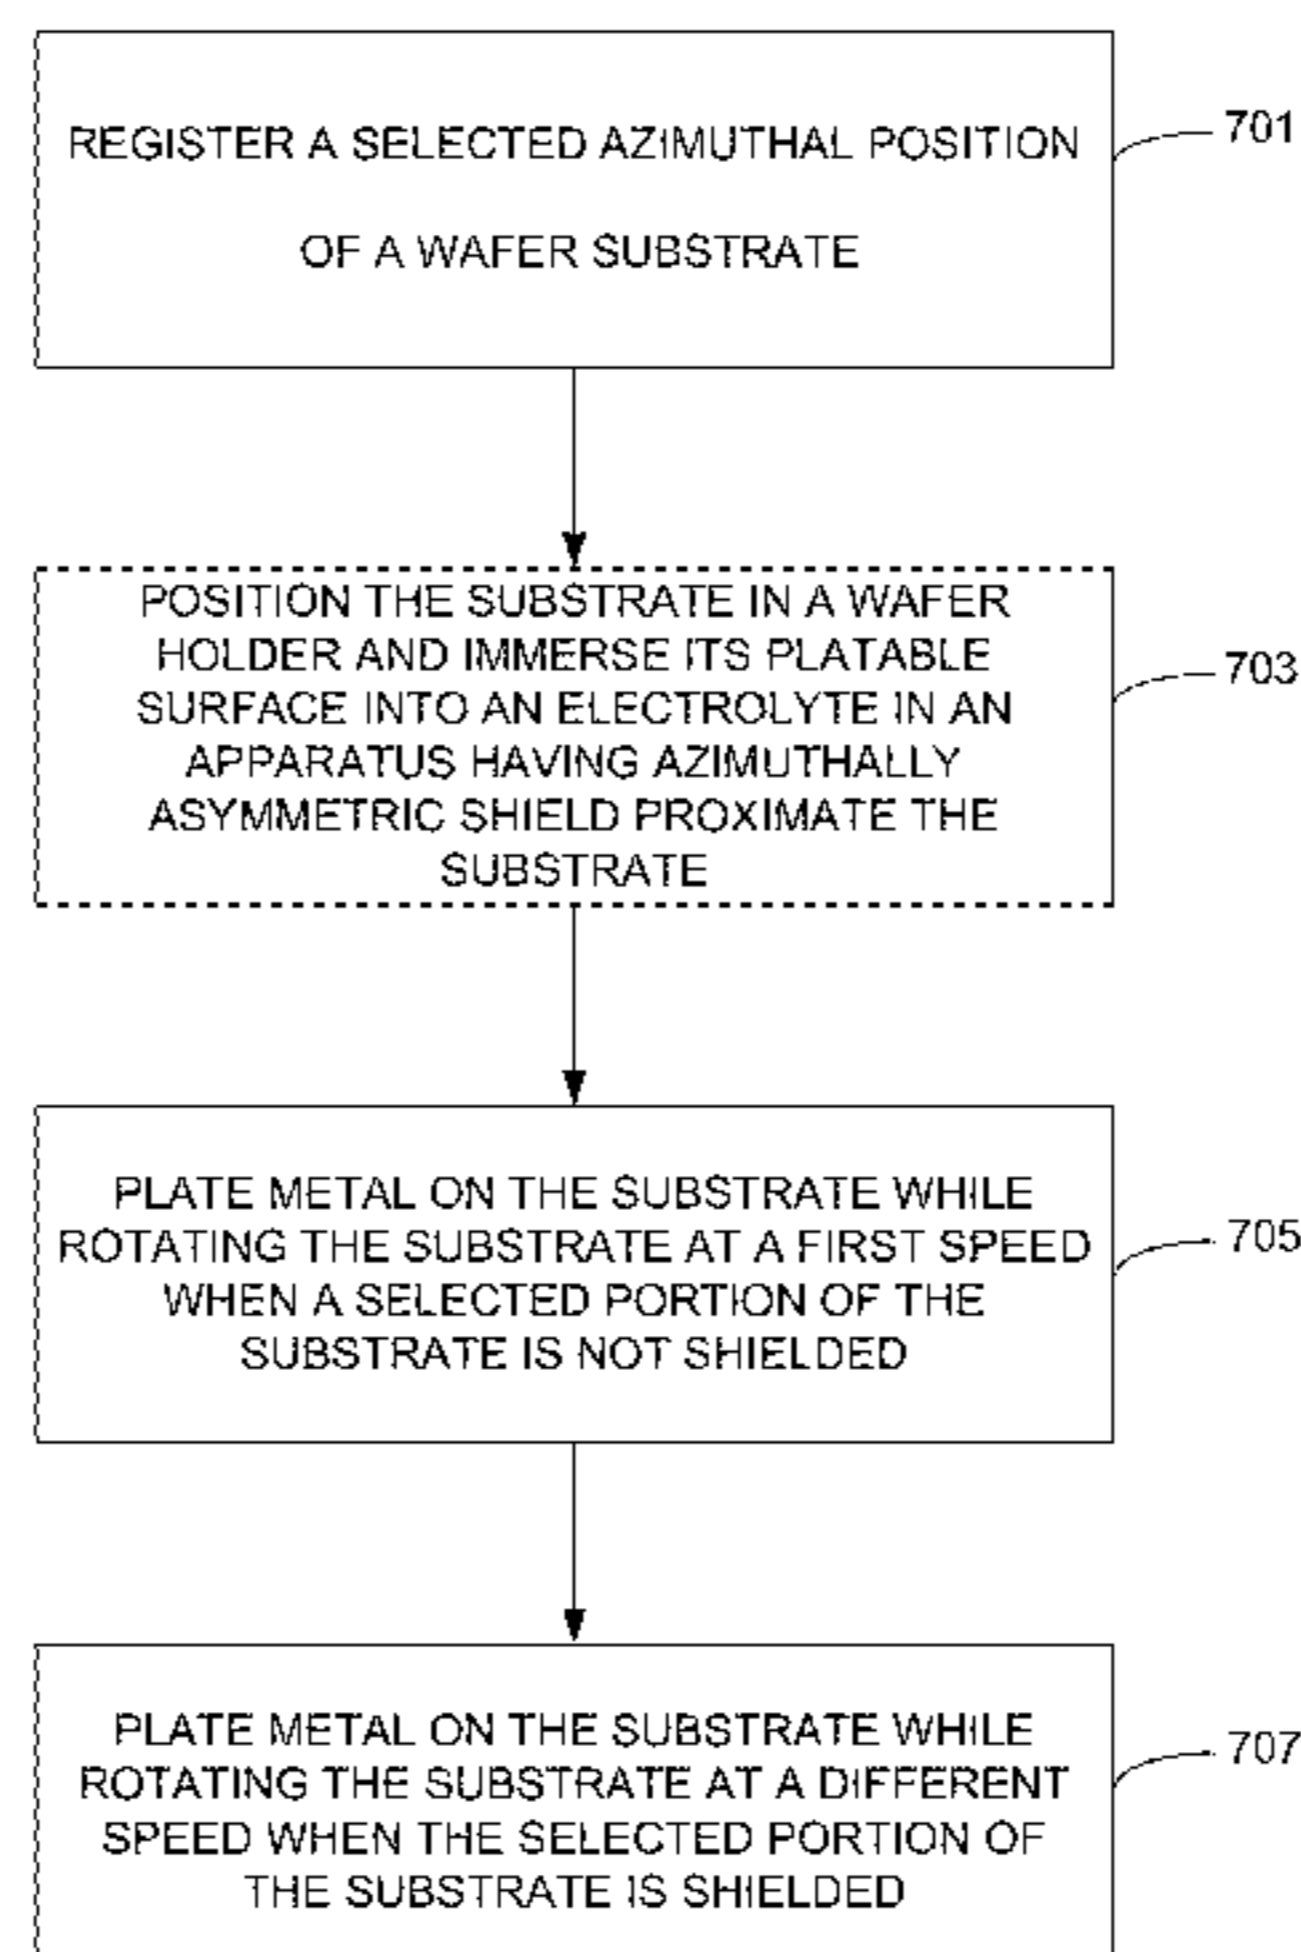 REGISTER A SELECTED AZIMUTHAL POSITION
OF A WAFER SUBSTRATE
701
POSITION THE SUBSTRATE IN A WAFER
HOLDER AND IMMERSE ITS PLATABLE
SURFACE INTO AN ELECTROLYTE IN AN
APPARATUS HAVING AZIMUTHALLY
ASYMMETRIC SHIELD PROXIMATE THE
SUBSTRATE
703
PLATE METAL ON THE SUBSTRATE WHILE
ROTATING THE SUBSTRATE AT A FIRST SPEED
WHEN A SELECTED PORTION OF THE
SUBSTRATE IS NOT SHIELDED
705
PLATE METAL ON THE SUBSTRATE WHILE
ROTATING THE SUBSTRATE AT A DIFFERENT
SPEED WHEN THE SELECTED PORTION OF
THE SUBSTRATE IS SHIELDED
707